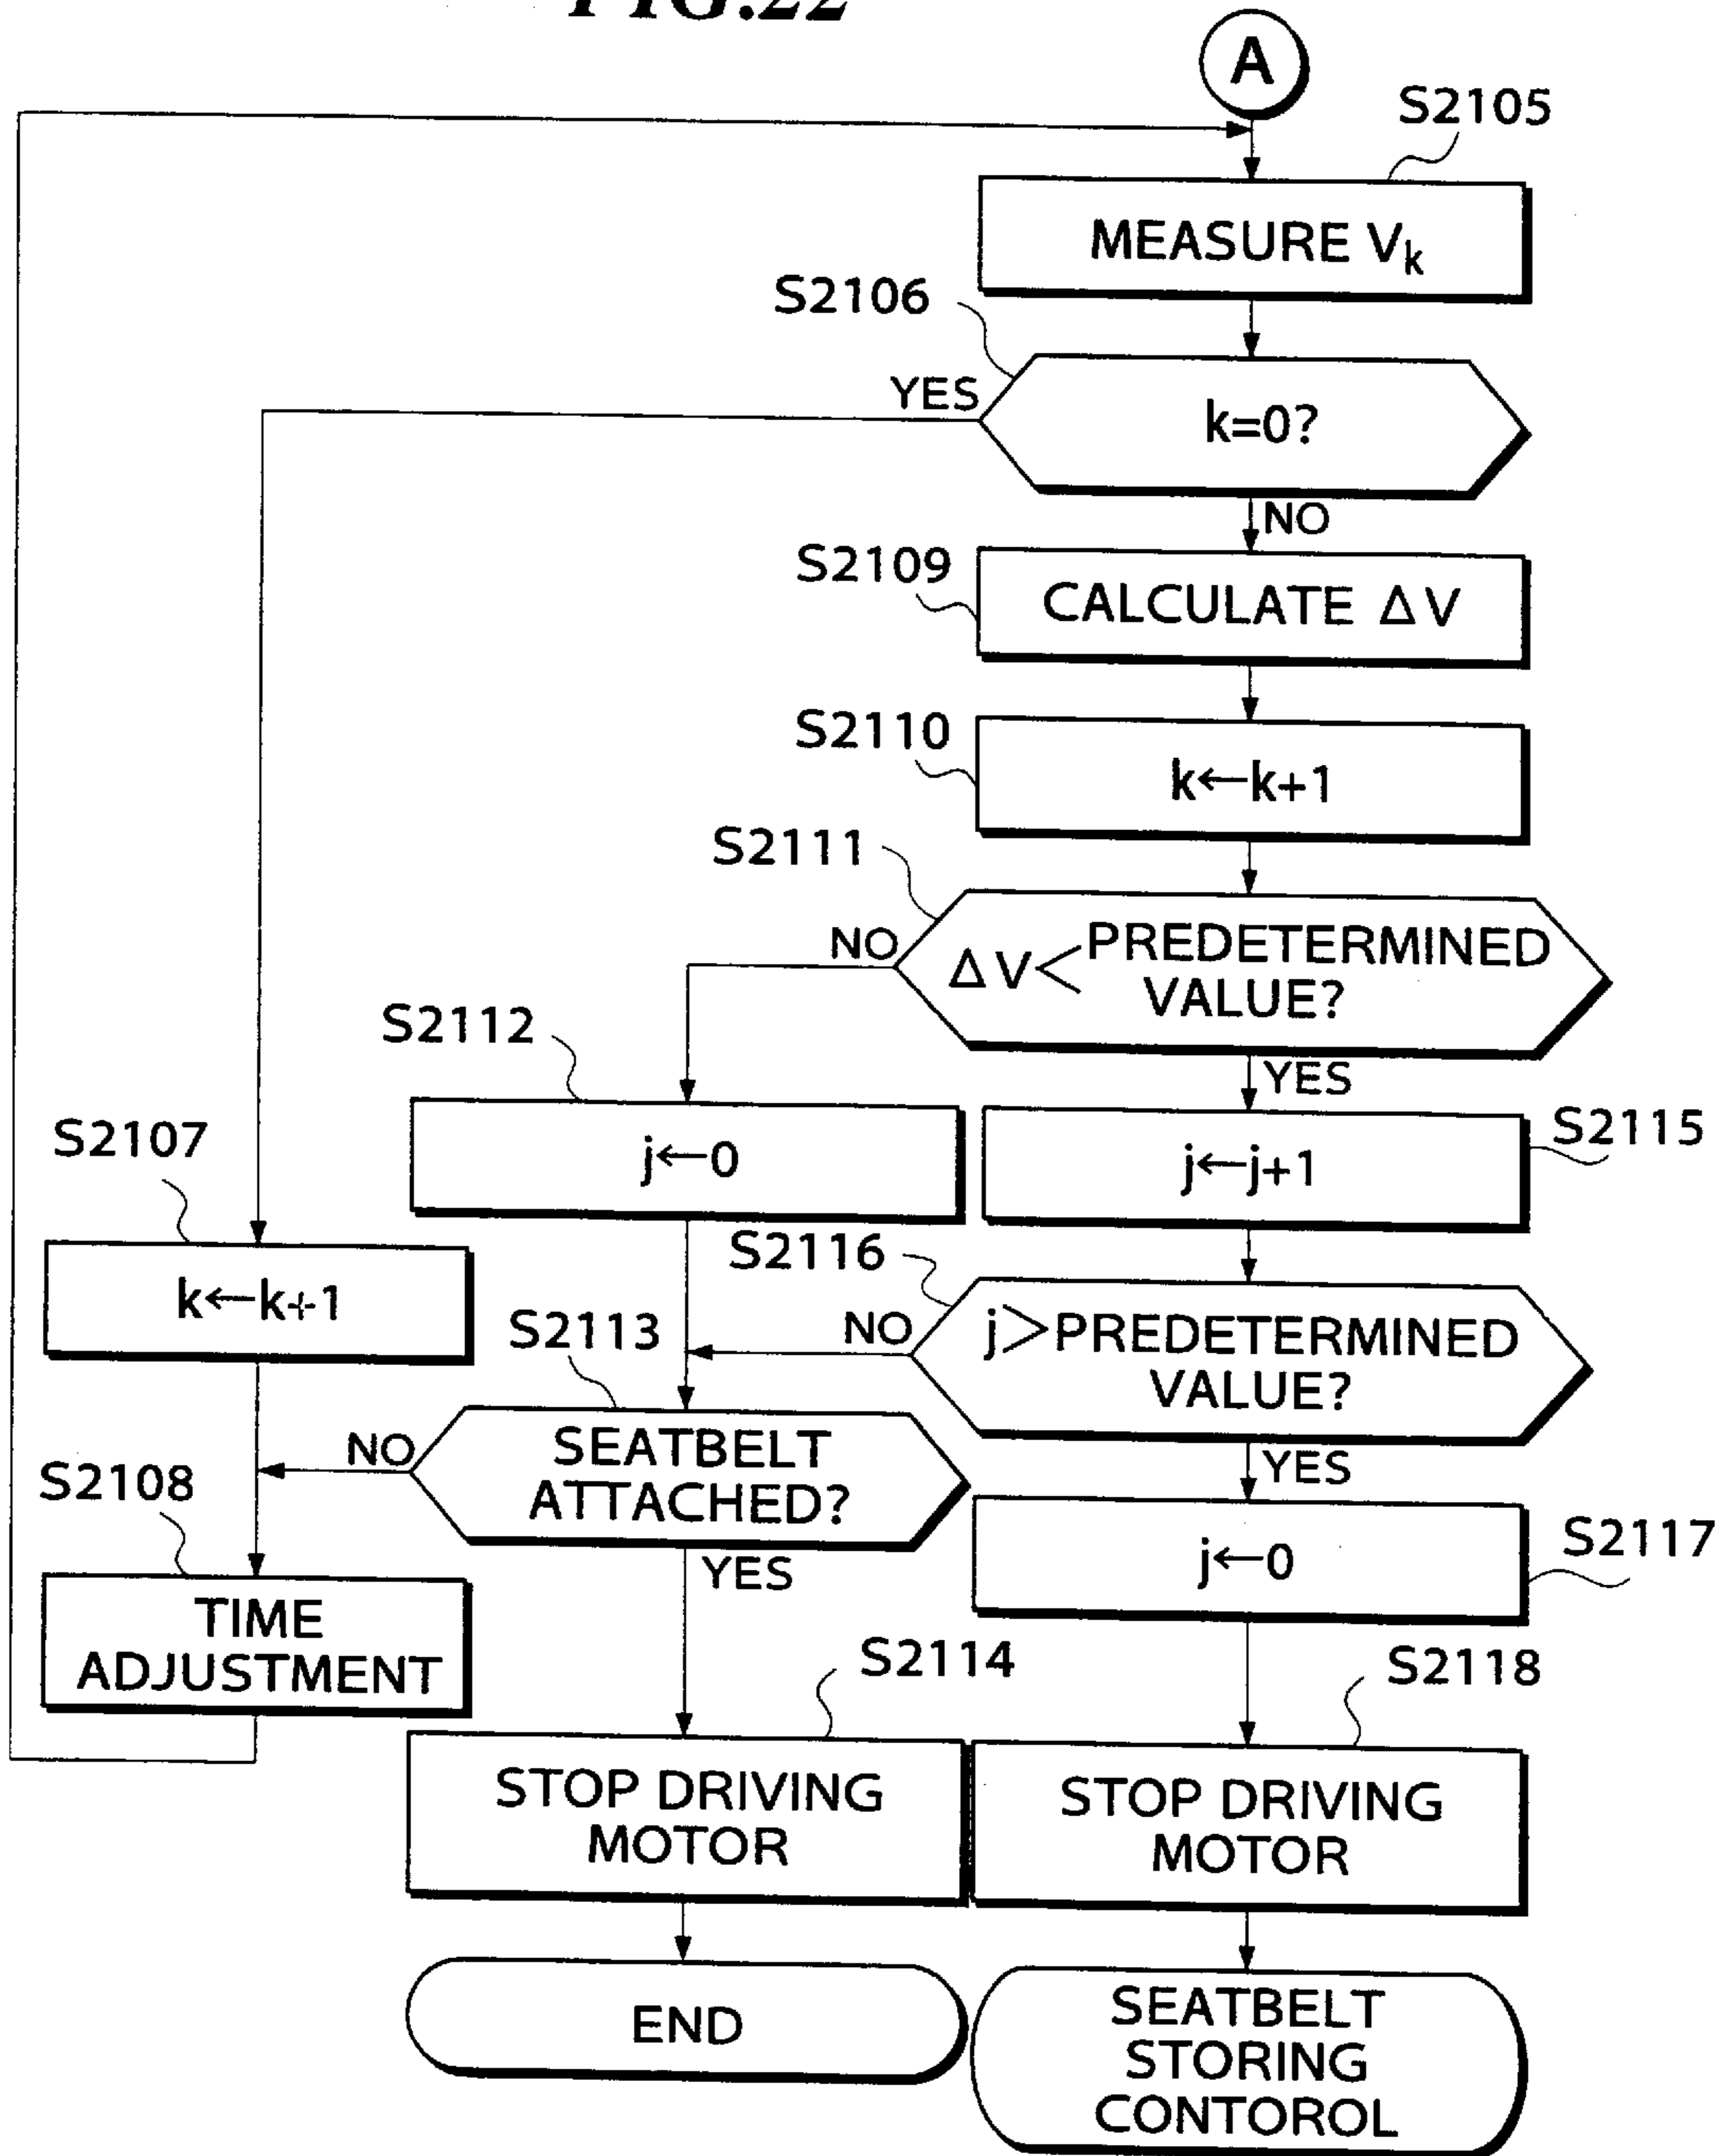 FIG.22
A
S2105
MEASURE Vk
S2106
YES
k=0?
NO
S2109
CALCULATE ΔV
S2110
k←k+1
S2111
NO
ΔV<PREDETERMINED
VALUE?
YES
S2112
j←0
j←j+1
S2115
S2107
k←k+1
S2116
NO
j>PREDETERMINED
VALUE?
YES
S2113
NO
SEATBELT
ATTACHED?
YES
S2108
TIME
ADJUSTMENT
j←0
S2117
S2114
STOP DRIVING
MOTOR
S2118
STOP DRIVING
MOTOR
END
SEATBELT
STORING
CONTOROL